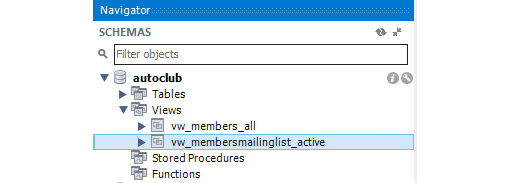 Navigator
SCHEMAS
Filter objects
autoclub
Tables
Views
vw_members_all
vw_membersmailinglist_active
Stored Procedures
Functions